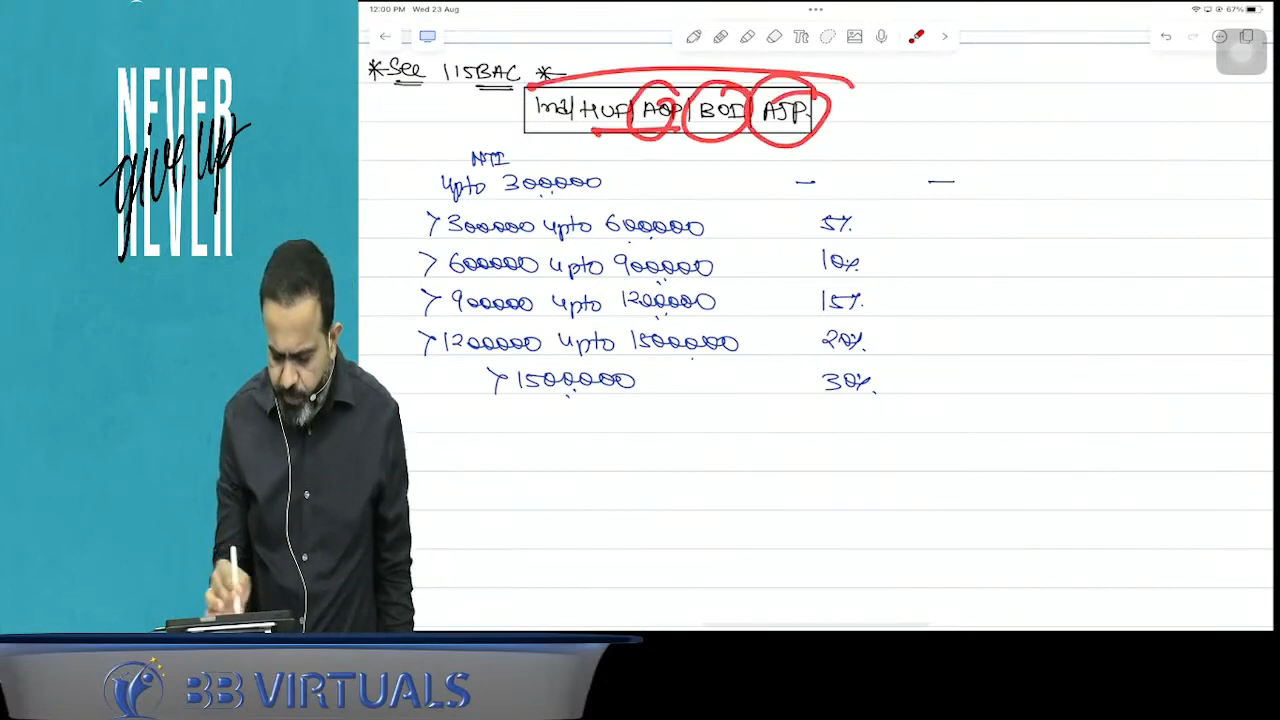 12:00 PM Wed 23 Aug
67%
*See 115BAC *
Ind/HUF/AOP/BOI/AJP.
NTI
upto 300000 — —
>300000 upto 600000 5%
>600000 upto 900000 10%
>900000 upto 1200000 15%
>1200000 upto 1500000 20%
>1500000 30%
NEVER
give up
NEVER
BB VIRTUALS